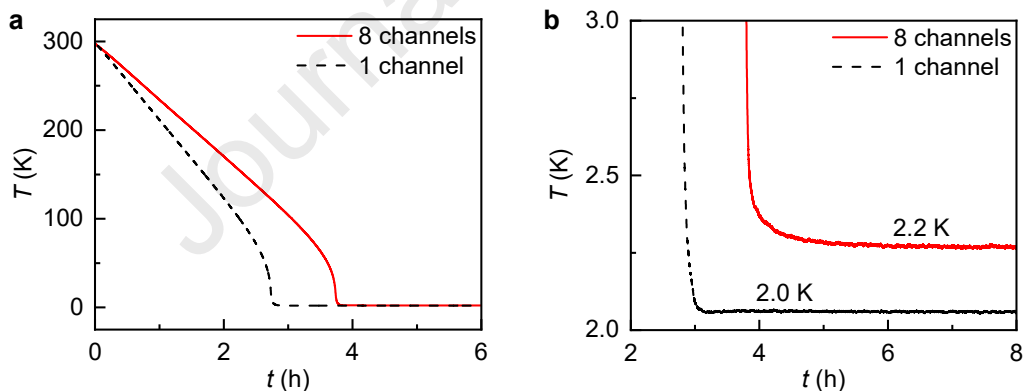 a
300
200
100
0
T (K)
0
2
4
6
t (h)
8 channels
1 channel
b
3.0
2.5
2.0
T (K)
2
4
6
8
t (h)
8 channels
1 channel
2.2 K
2.0 K
Journa